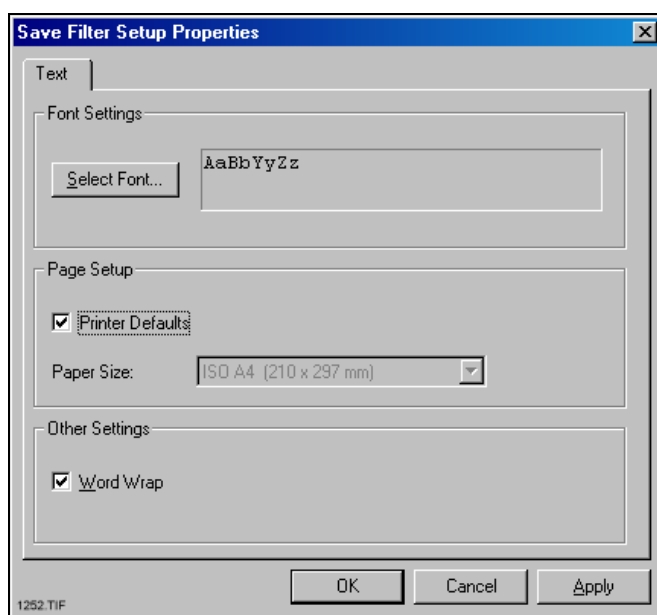 Save Filter Setup Properties
Text
Font Settings
Select Font...
AaBbYyZz
Page Setup
Printer Defaults
Paper Size:
ISO A4 (210 x 297 mm)
Other Settings
Word Wrap
OK
Cancel
Apply
1252.TIF